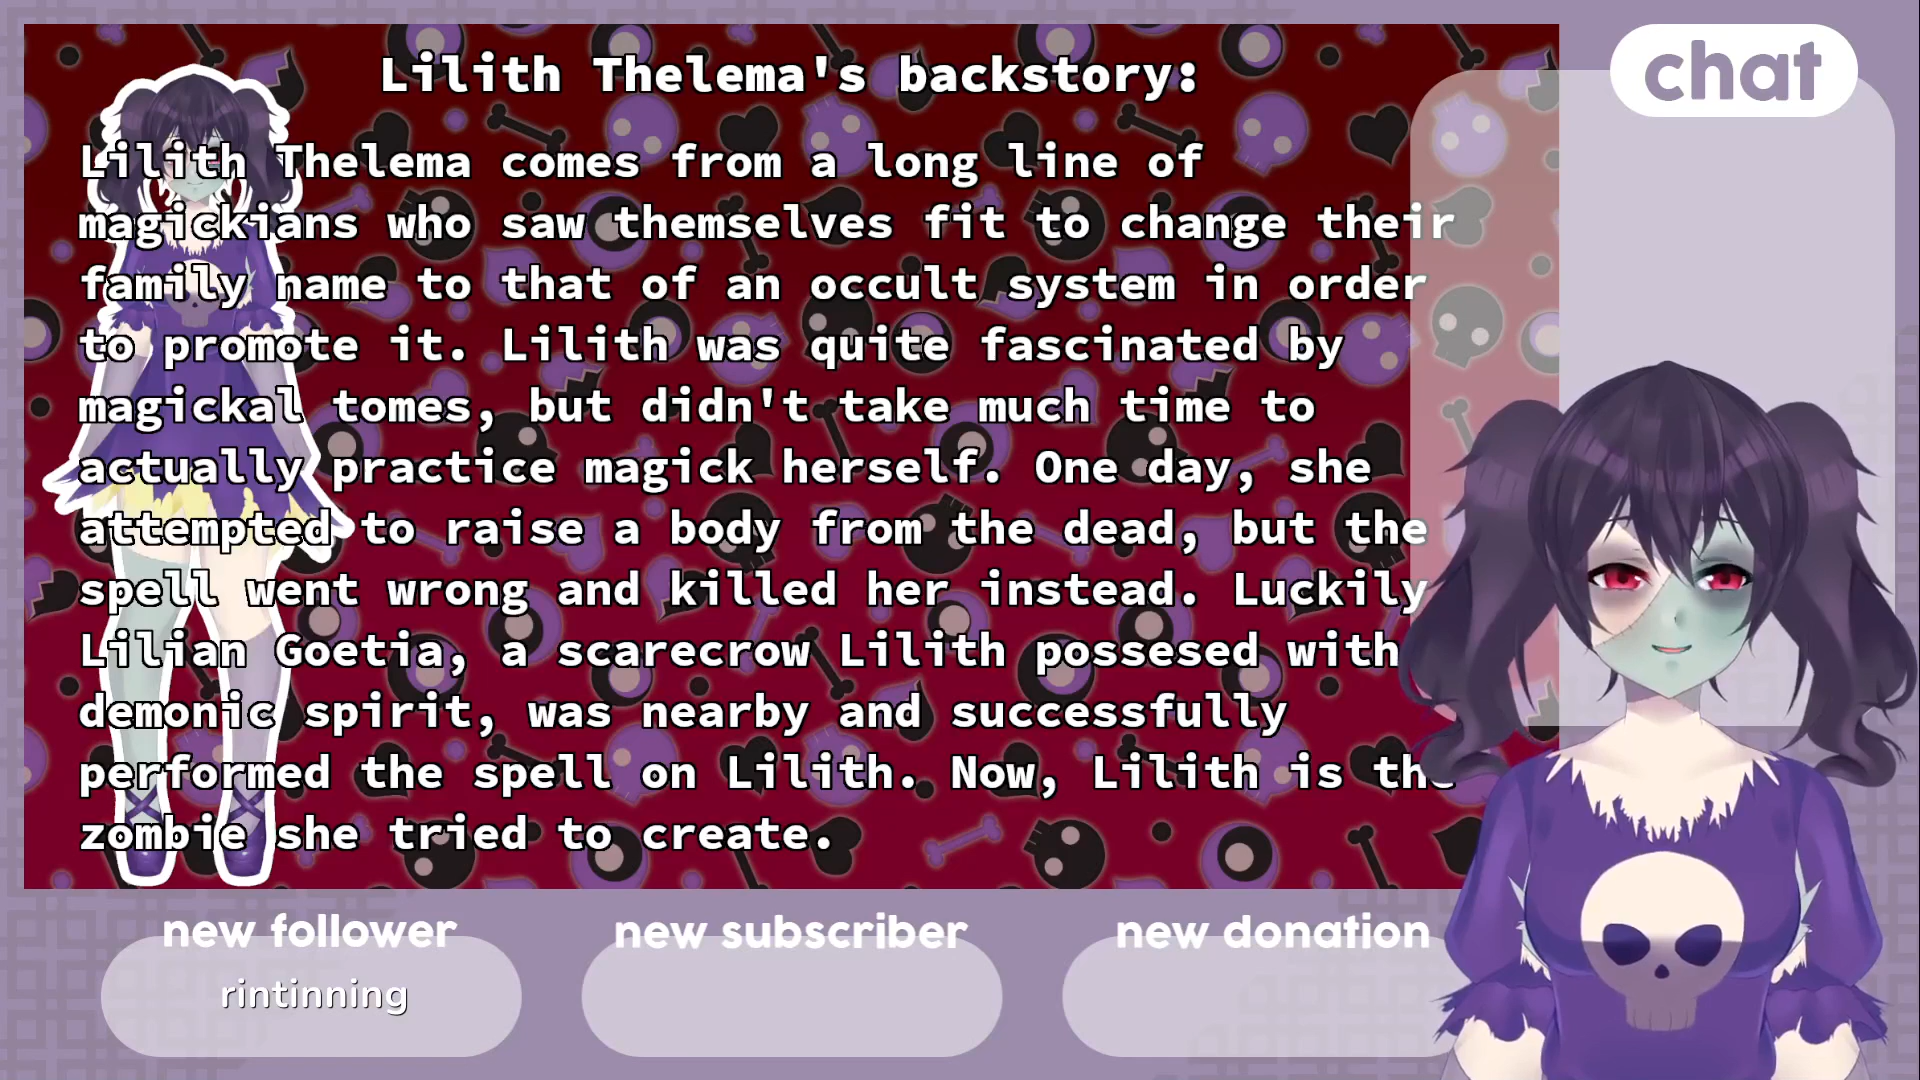 Lilith Thelema's backstory:
chat
Lilith Thelema comes from a long line of
magickians who saw themselves fit to change their
family name to that of an occult system in order
to promote it. Lilith was quite fascinated by
magickal tomes, but didn't take much time to
actually practice magick herself. One day, she
attempted to raise a body from the dead, but the
spell went wrong and killed her instead. Luckily
Lilian Goetia, a scarecrow Lilith possesed with
demonic spirit, was nearby and successfully
performed the spell on Lilith. Now, Lilith is the
zombie she tried to create.
new follower
new subscriber
new donation
rintinning